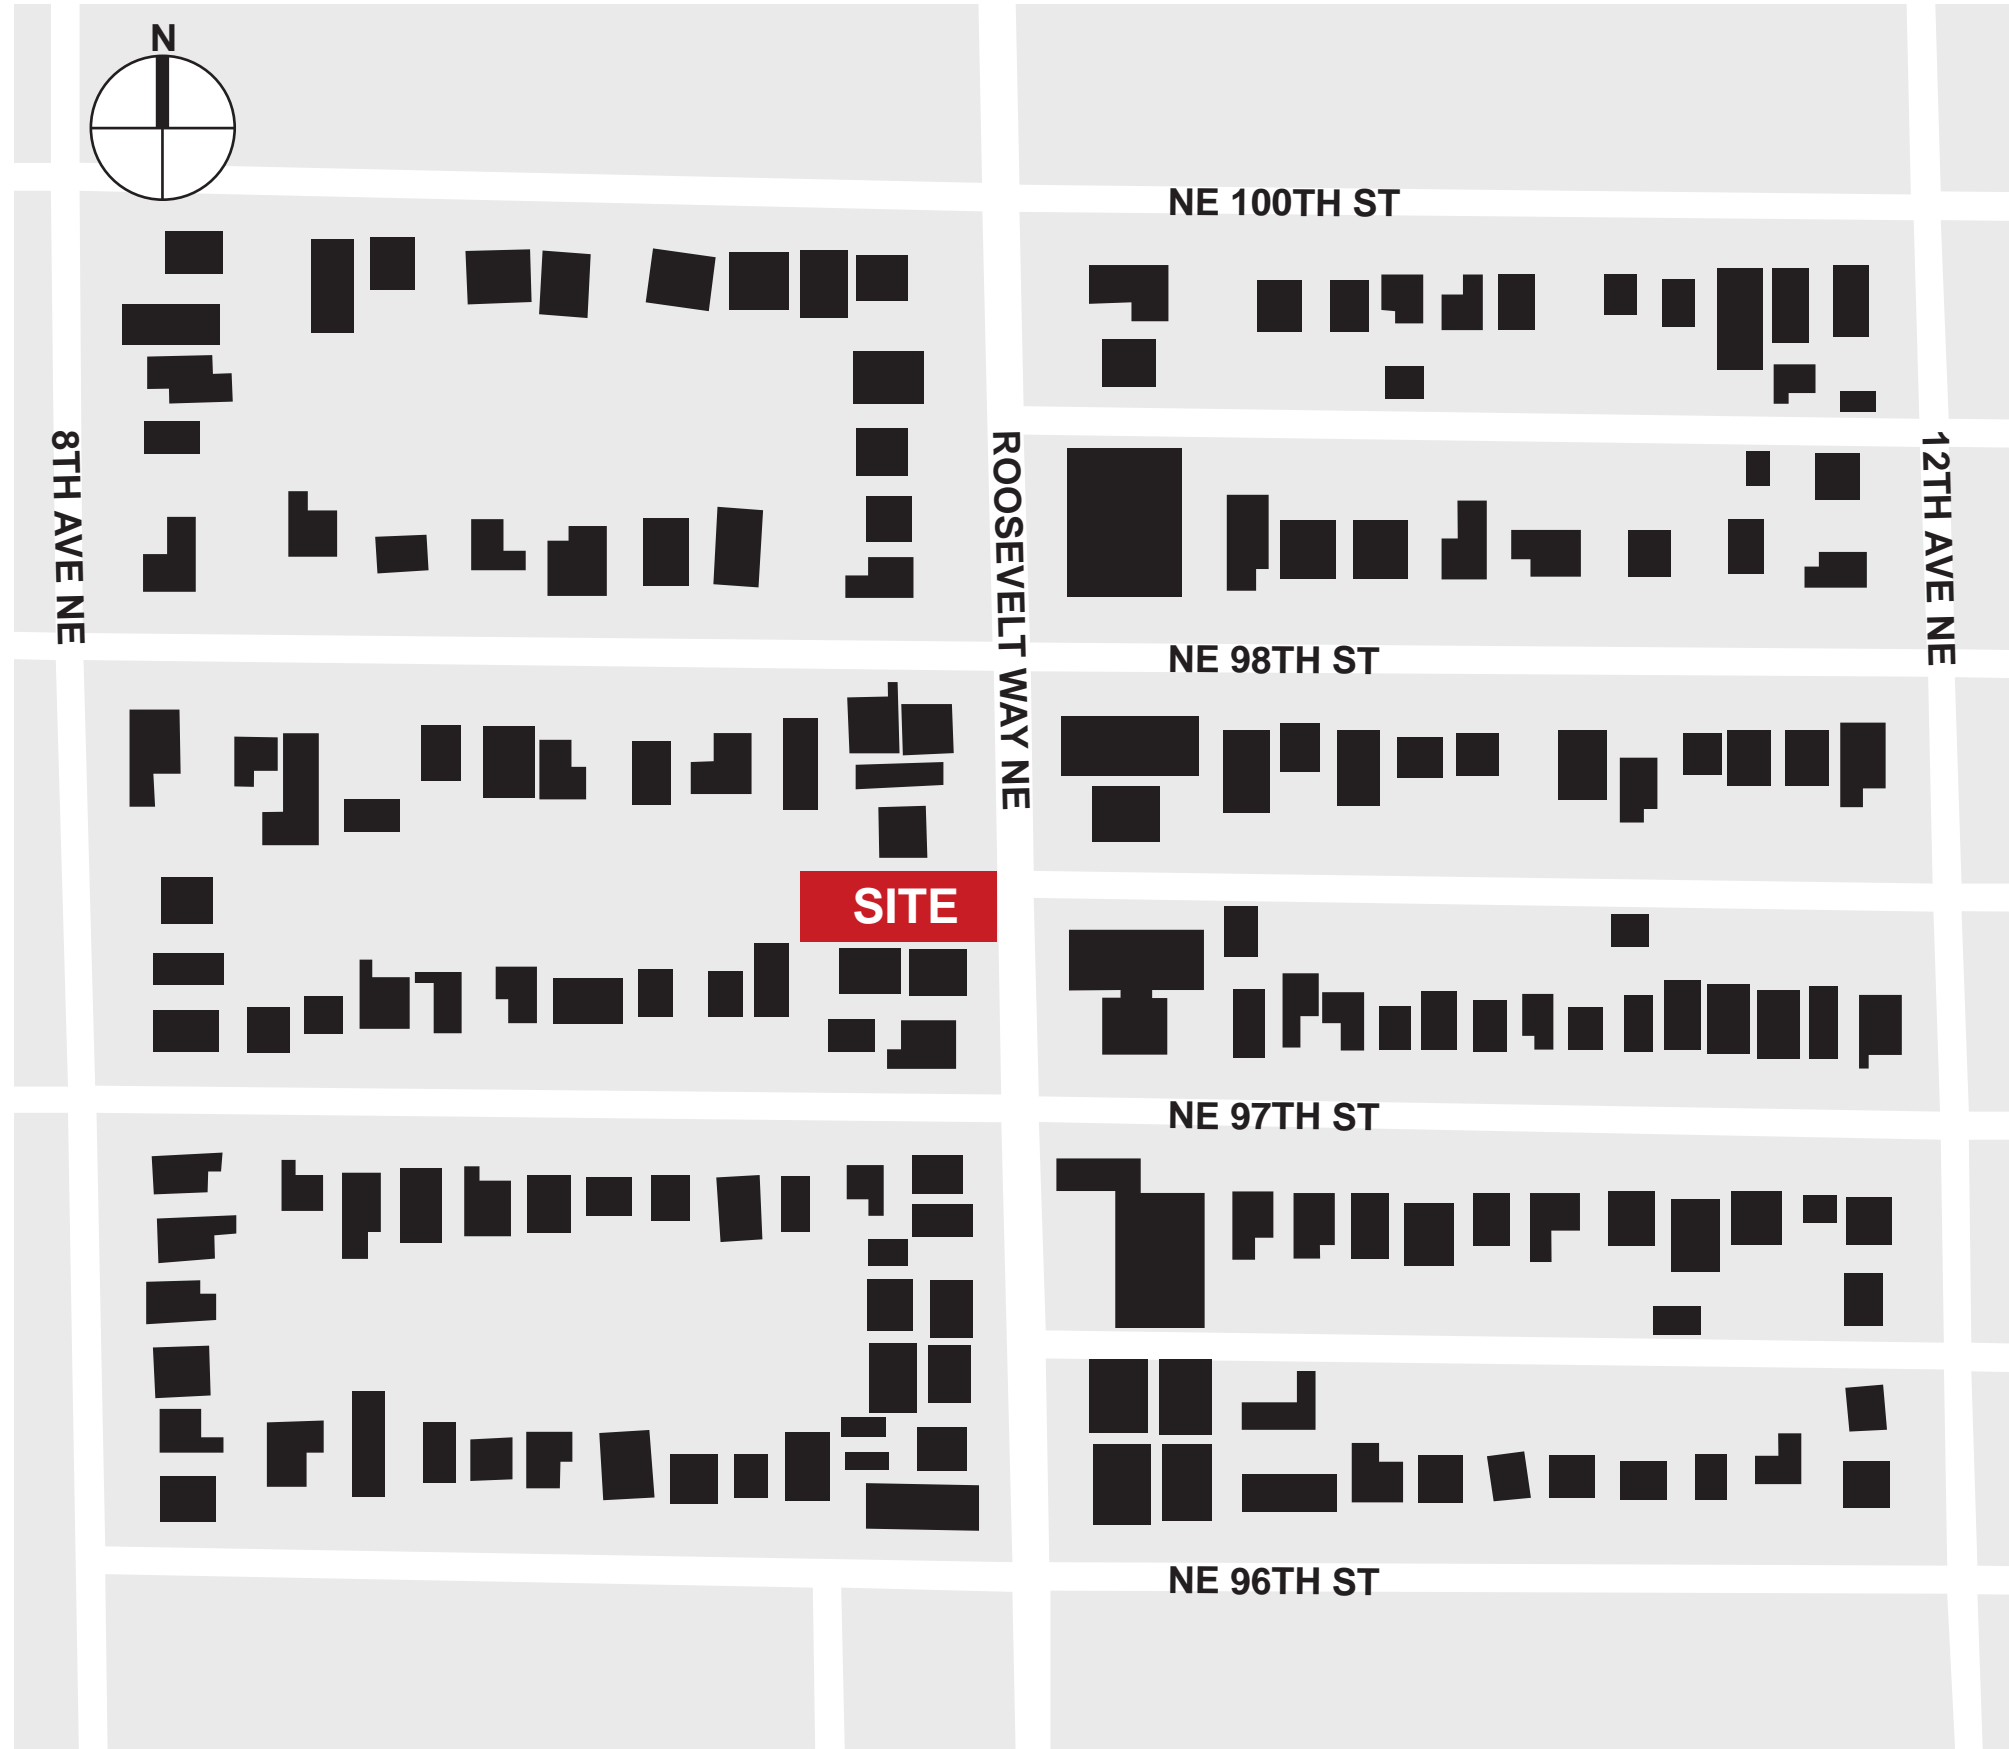 N
NE 100TH ST
8TH AVE NE
ROOSEVELT WAY NE
12TH AVE NE
NE 98TH ST
SITE
NE 97TH ST
NE 96TH ST